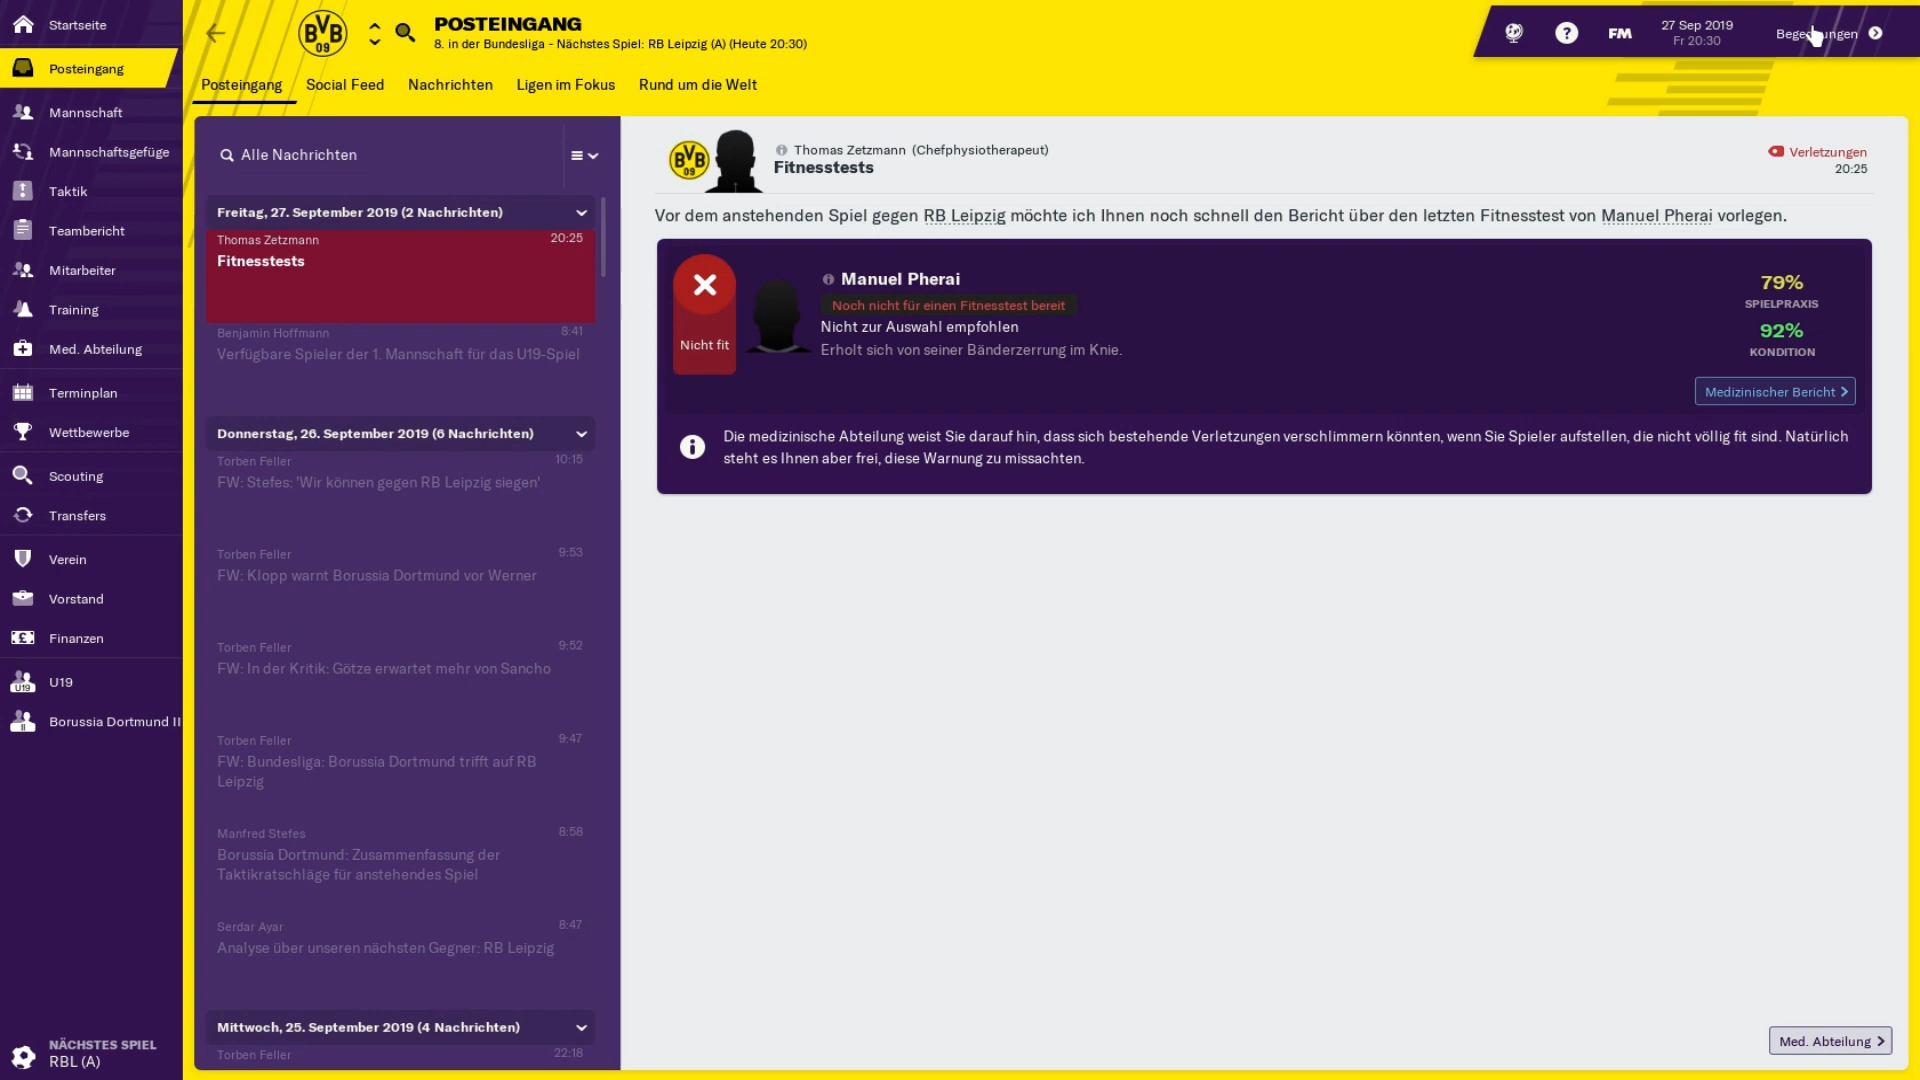 Startseite
Posteingang
Mannschaft
Mannschaftsgefüge
Taktik
Teambericht
Mitarbeiter
Training
Med. Abteilung
Terminplan
Wettbewerbe
Scouting
Transfers
Verein
Vorstand
Finanzen
U19
U19
II
Borussia Dortmund II
NÄCHSTES SPIEL
RBL (A)
BVB
09
POSTEINGANG
8. in der Bundesliga - Nächstes Spiel: RB Leipzig (A) (Heute 20:30)
? FM
27 Sep 2019
Fr 20:30
Posteingang Social Feed Nachrichten Ligen im Fokus Rund um die Welt
Alle Nachrichten
Freitag, 27. September 2019 (2 Nachrichten)
Thomas Zetzmann 20:25
Fitnesstests
Benjamin Hoffmann 8:41
Verfügbare Spieler der 1. Mannschaft für das U19-Spiel
Donnerstag, 26. September 2019 (6 Nachrichten)
Torben Feller 10:15
FW: Stefes: 'Wir können gegen RB Leipzig siegen'
Torben Feller 9:53
FW: Klopp warnt Borussia Dortmund vor Werner
Torben Feller 9:52
FW: In der Kritik: Götze erwartet mehr von Sancho
Torben Feller 9:47
FW: Bundesliga: Borussia Dortmund trifft auf RB
Leipzig
Manfred Stefes 8:58
Borussia Dortmund: Zusammenfassung der
Taktikratschläge für anstehendes Spiel
Serdar Ayar 8:47
Analyse über unseren nächsten Gegner: RB Leipzig
Mittwoch, 25. September 2019 (4 Nachrichten)
Torben Feller 22:18
BVB
09
Thomas Zetzmann (Chefphysiotherapeut)
Fitnesstests
Verletzungen
20:25
Vor dem anstehenden Spiel gegen RB Leipzig möchte ich Ihnen noch schnell den Bericht über den letzten Fitnesstest von Manuel Pherai vorlegen.
Nicht fit
Manuel Pherai
Noch nicht für einen Fitnesstest bereit
Nicht zur Auswahl empfohlen
Erholt sich von seiner Bänderzerrung im Knie.
79%
SPIELPRAXIS
92%
KONDITION
Medizinischer Bericht
Die medizinische Abteilung weist Sie darauf hin, dass sich bestehende Verletzungen verschlimmern könnten, wenn Sie Spieler aufstellen, die nicht völlig fit sind. Natürlich
steht es Ihnen aber frei, diese Warnung zu missachten.
Med. Abteilung